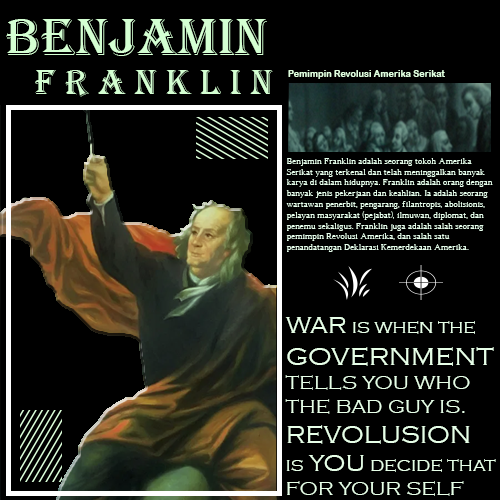 BENJAMIN
FRANKLIN
Pemimpin Revolusi Amerika Serikat
Benjamin Franklin adalah seorang tokoh Amerika
Serikat yang terkenal dan telah meninggalkan banyak
karya di dalam hidupnya. Franklin adalah orang dengan
banyak jenis pekerjaan dan keahlian. Ia adalah seorang
wartawan penerbit, pengarang, filantropis, abolisionis,
pelayan masyarakat (pejabat), ilmuwan, diplomat, dan
penemu sekaligus. Franklin juga adalah salah seorang
pemimpin Revolusi Amerika, dan salah satu
penandatangan Deklarasi Kemerdekaan Amerika.
WAR IS WHEN THE
GOVERNMENT
TELLS YOU WHO
THE BAD GUY IS.
REVOLUSION
IS YOU DECIDE THAT
FOR YOUR SELF